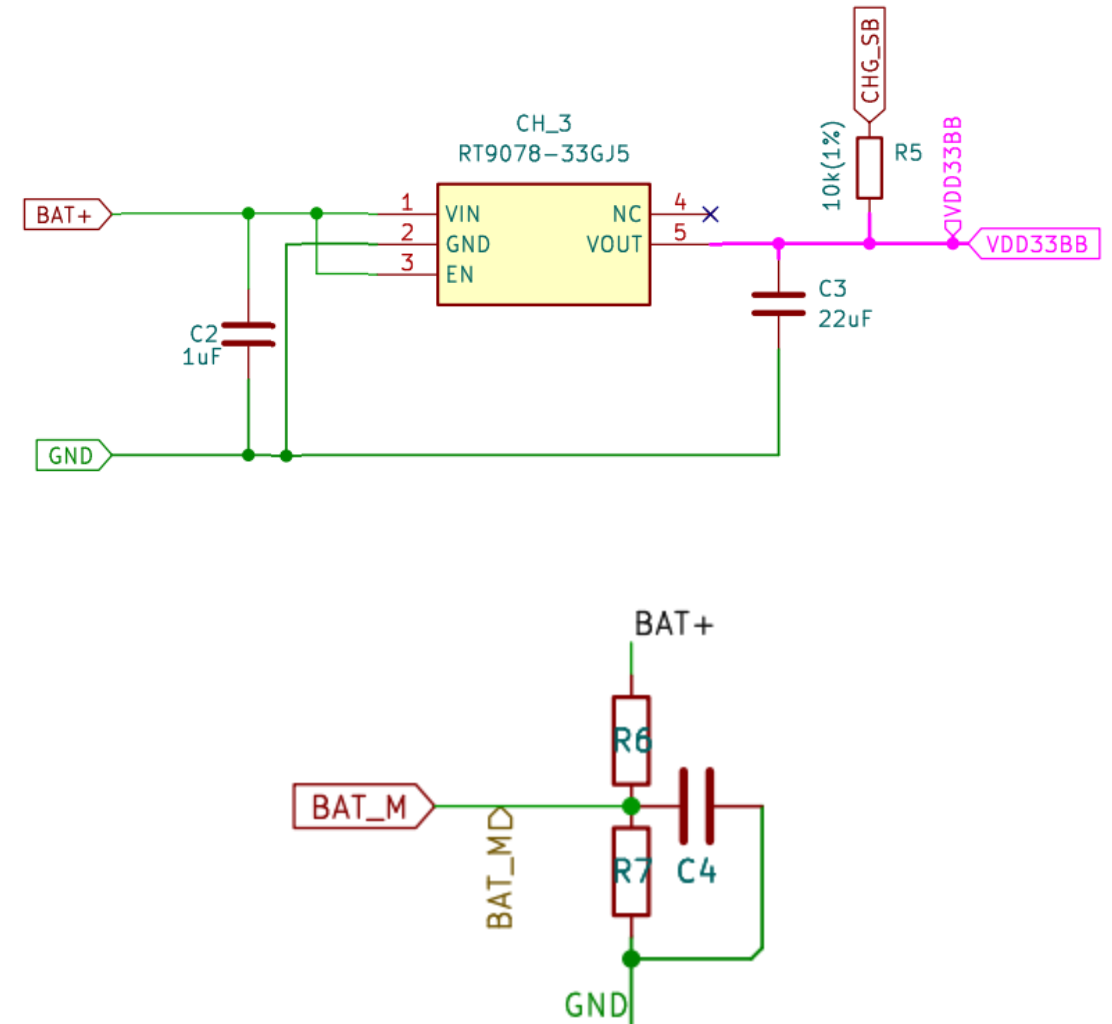 CHG_SB
CH_3
RT9078-33GJ5
10k(1%)
R5
VDD33BB
BAT+
1
VIN
NC
4
2
GND
VOUT
5
VDD33BB
3
EN
C3
22uF
C2
1uF
GND
BAT+
R6
BAT_M
BAT_M
R7
C4
GND